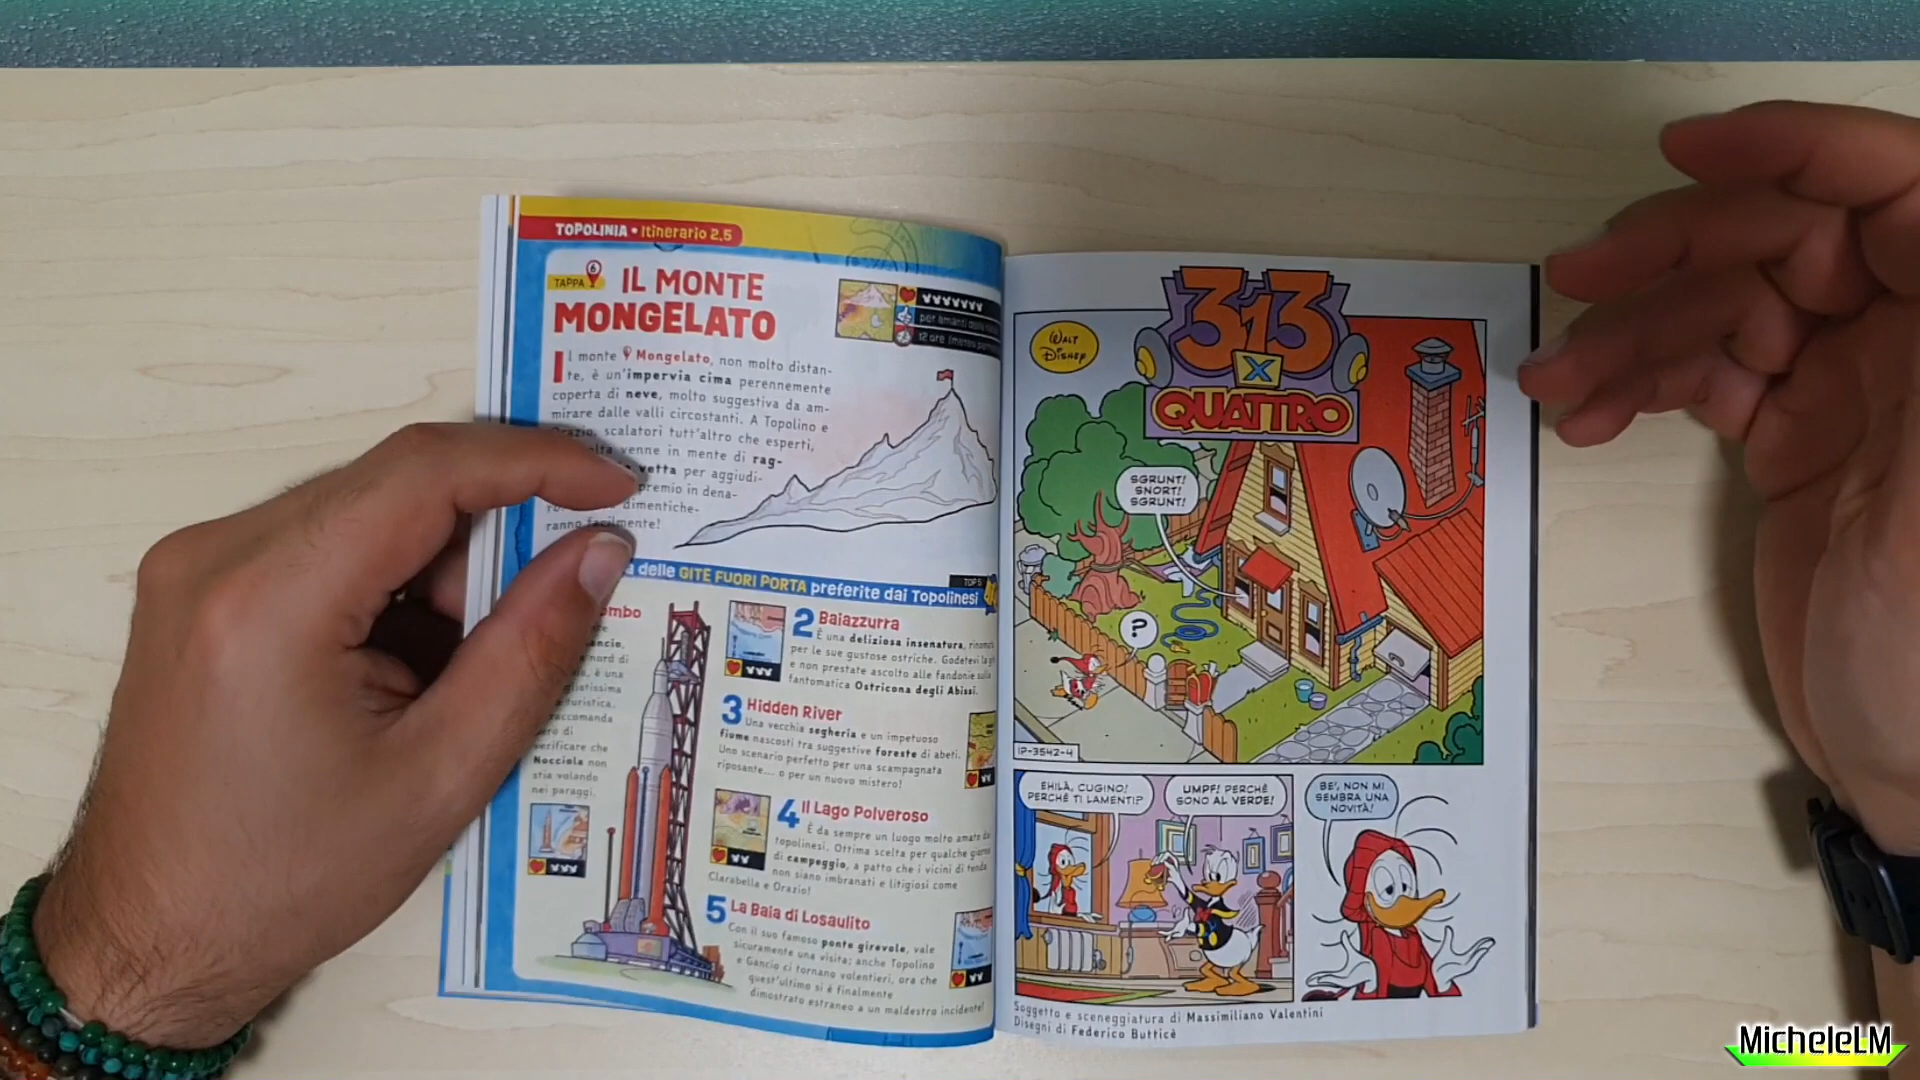 TOPOLINIA • Itinerario 2.5
TAPPA 6
IL MONTE
MONGELATO
per amanti della
12 ore
Il monte Mongelato, non molto distan-
te, è un'impervia cima perennemente
coperta di neve, molto suggestiva da am-
mirare dalle valli circostanti. A Topolino e
Orazio, scalatori tutt'altro che esperti,
venne in mente di rag-
vetta per aggiudi-
premio in dena-
dimentiche-
ranno facilmente!
delle GITE FUORI PORTA preferite dai Topolinesi
TOP 5
nord di
è una
turistica.
verificare che
Nocciola non
stia volando
nei paraggi.
2 Baiazzurra
È una deliziosa insenatura,
per le sue gustose ostriche. Godetevi la
e non prestate ascolto alle fandonie sulla
fantomatica Ostricona degli Abissi.
3 Hidden River
Una vecchia segheria e un impetuoso
fiume nascosti tra suggestive foreste di abeti.
Uno scenario perfetto per una scampagnata
riposante... o per un nuovo mistero!
4 Il Lago Polveroso
È da sempre un luogo molto amato dai
topolinesi. Ottima scelta per qualche giorno
di campeggio, a patto che i vicini di tenda
non siano imbranati e litigiosi come
Clarabella e Orazio!
5 La Baia di Losaulito
Con il suo famoso ponte girevole, vale
sicuramente una visita; anche Topolino
e Gancio ci tornano volentieri, ora che
quest'ultimo si è finalmente
dimostrato estraneo a un maldestro incidente!
WALT
DISNEY
313
X
QUATTRO
SGRUNT!
SNORT!
SGRUNT!
?
IP-3542-4
EHILÀ, CUGINO!
PERCHÉ TI LAMENTI?
UMPF! PERCHÉ
SONO AL VERDE!
BE', NON MI
SEMBRA UNA
NOVITÀ!
Soggetto e sceneggiatura di Massimiliano Valentini
Disegni di Federico Butticè
MicheleLM